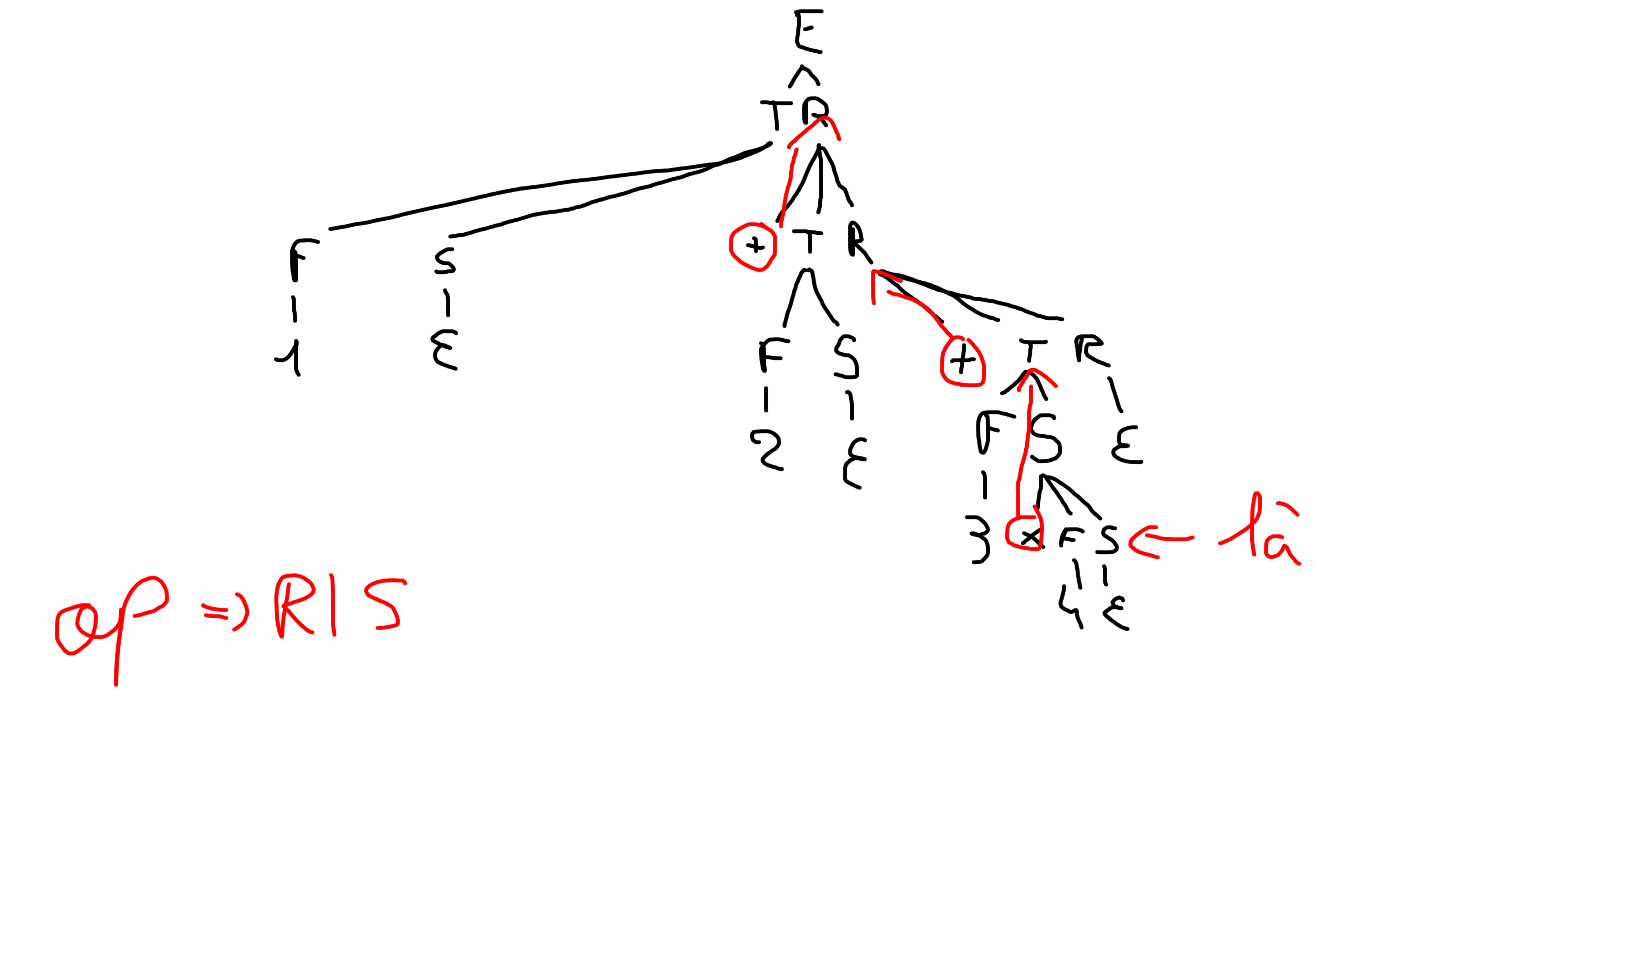 E
T R
F S + T R
1 ε F S + T R
2 ε F S ε
3 × F S ← là
4 ε
op ⇒ R | S